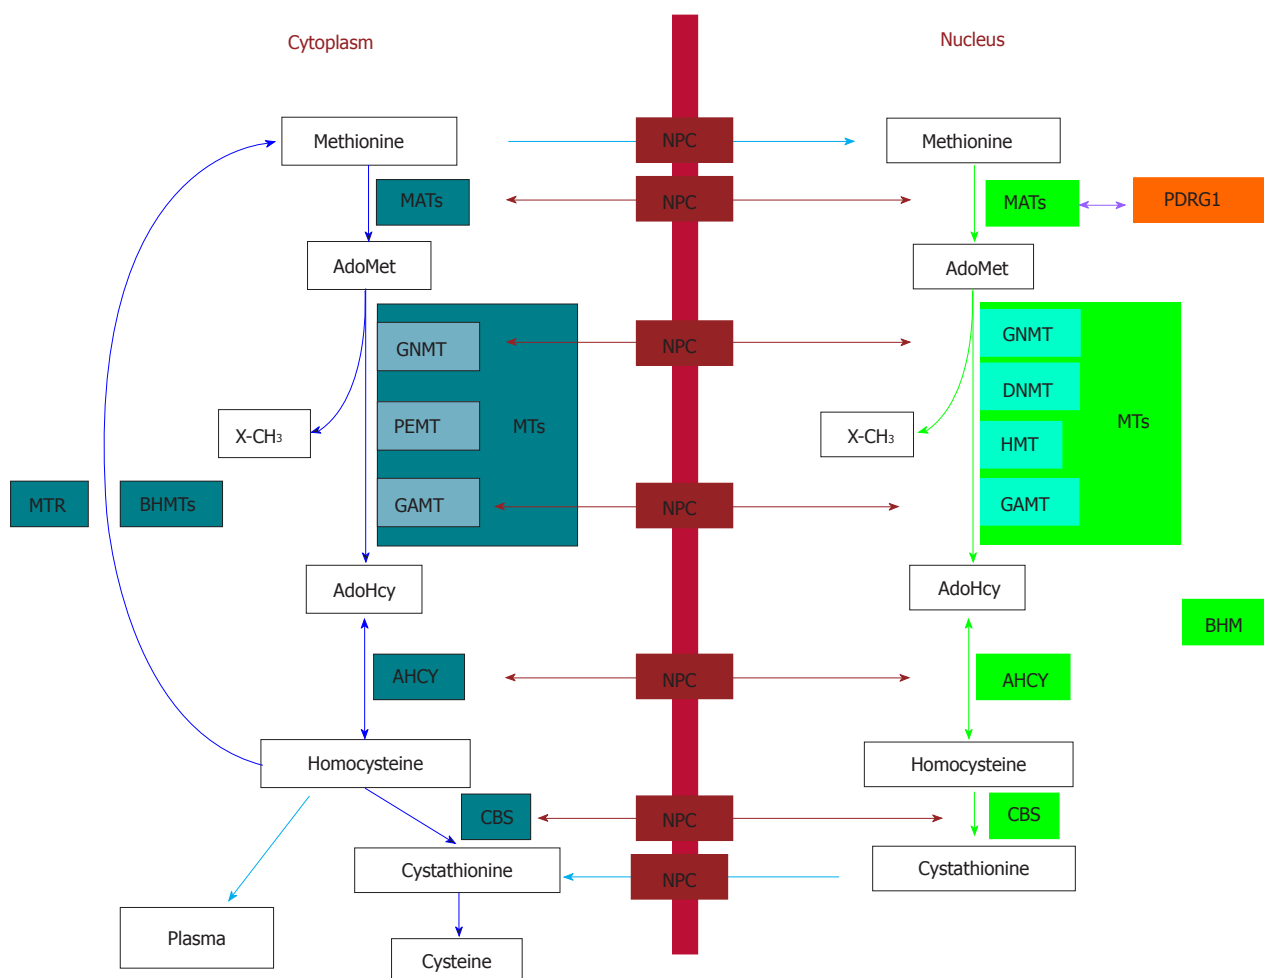 Cytoplasm
Nucleus
Methionine
NPC
Methionine
MATs
NPC
MATs
PDRG1
AdoMet
AdoMet
GNMT
NPC
GNMT
DNMT
X-CH₃
PEMT
MTs
X-CH₃
HMT
MTs
MTR
BHMTs
GAMT
NPC
GAMT
AdoHcy
AdoHcy
BHM
AHCY
NPC
AHCY
Homocysteine
Homocysteine
CBS
NPC
CBS
Cystathionine
NPC
Cystathionine
Plasma
Cysteine